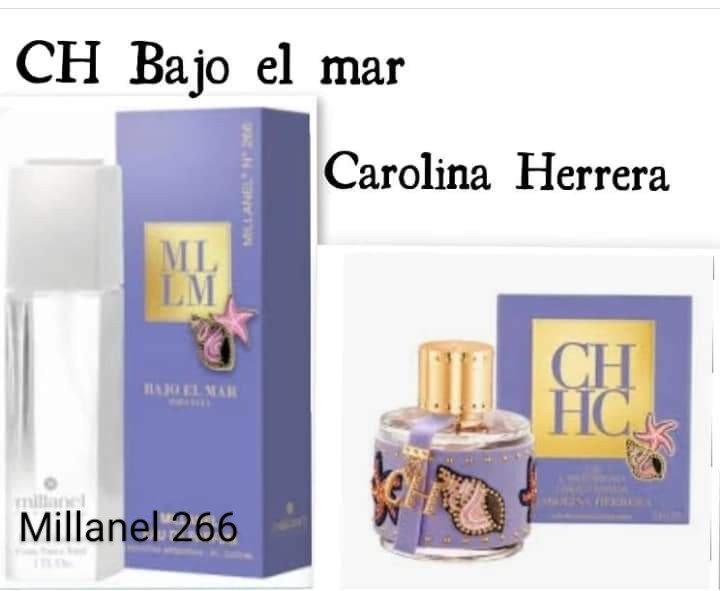 CH Bajo el mar
Carolina Herrera
MILLANEL N° 266
ML
LM
BAJO EL MAR
millanel
Millanel 266
CH
HC
CH
CAROLINA HERRERA